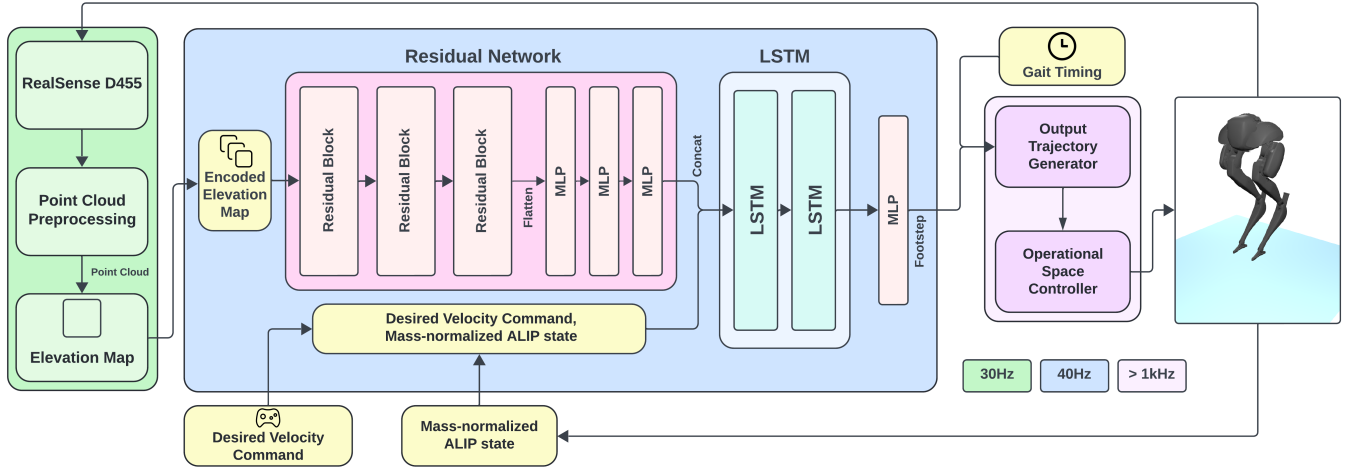 RealSense D455
Point Cloud
Preprocessing
Point Cloud
Elevation Map
Residual Network
Encoded
Elevation
Map
Residual Block
Residual Block
Residual Block
Flatten
MLP
MLP
MLP
Concat
LSTM
LSTM
LSTM
MLP
Footstep
Desired Velocity Command,
Mass-normalized ALIP state
Desired Velocity
Command
Mass-normalized
ALIP state
Gait Timing
Output
Trajectory
Generator
Operational
Space
Controller
30Hz
40Hz
> 1kHz